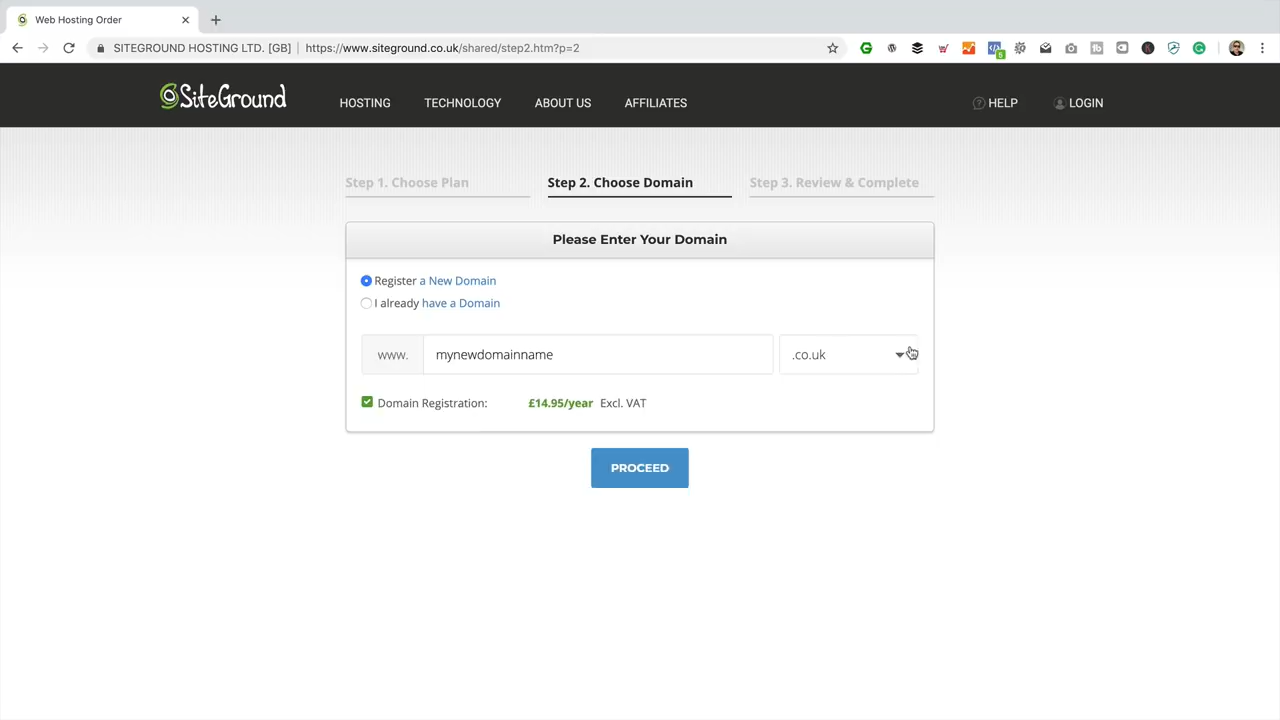 Web Hosting Order
SITEGROUND HOSTING LTD. [GB] | https://www.siteground.co.uk/shared/step2.htm?p=2
5
SiteGround
HOSTING TECHNOLOGY ABOUT US AFFILIATES
? HELP LOGIN
Step 1. Choose Plan
Step 2. Choose Domain
Step 3. Review & Complete
Please Enter Your Domain
Register a New Domain
I already have a Domain
www. mynewdomainname .co.uk
Domain Registration: £14.95/year Excl. VAT
PROCEED